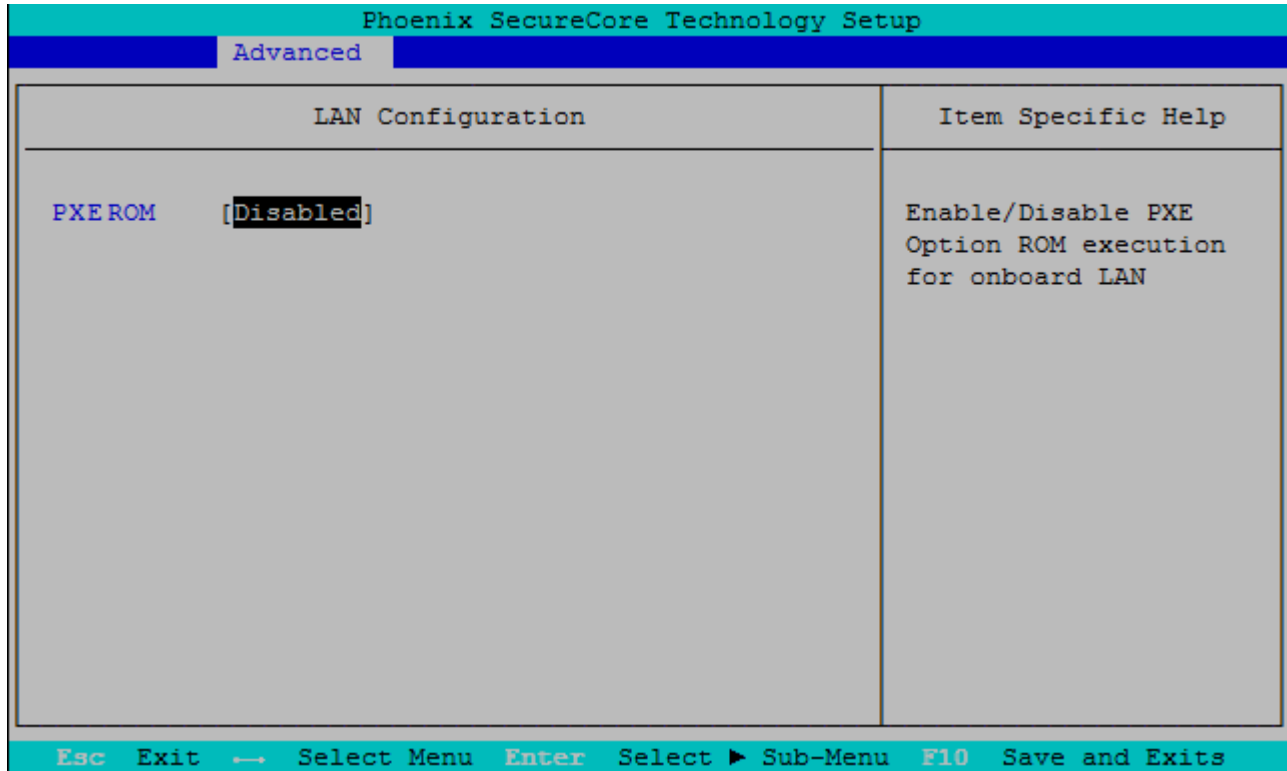 Phoenix SecureCore Technology Setup
Advanced
LAN Configuration
Item Specific Help
PXE ROM [Disabled]
Enable/Disable PXE
Option ROM execution
for onboard LAN
Esc Exit ←→ Select Menu Enter Select ▶ Sub-Menu F10 Save and Exits